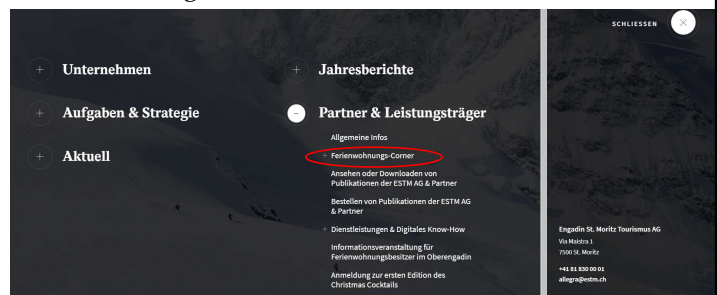 SCHLIESSEN
Unternehmen
Jahresberichte
Aufgaben & Strategie
Partner & Leistungsträger
Allgemeine Infos
Aktuell
+ Ferienwohnungs-Corner
Ansehen oder Downloaden von
Publikationen der ESTM AG & Partner
Bestellen von Publikationen der ESTM AG
& Partner
+ Dienstleistungen & Digitales Know-How
Informationsveranstaltung für
Ferienwohnungsbesitzer im Oberengadin
Anmeldung zur ersten Edition des
Christmas Cocktails
Engadin St. Moritz Tourismus AG
Via Maistra 1
7500 St. Moritz
+41 81 830 00 01
allegra@estm.ch